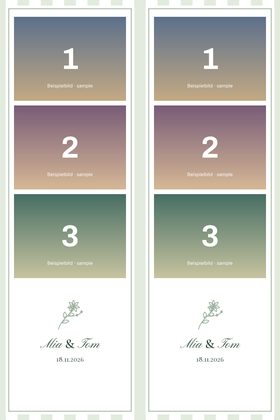 1
Beispielbild - sample
2
Beispielbild - sample
3
Beispielbild - sample
Mia & Tom
18.11.2026
1
Beispielbild - sample
2
Beispielbild - sample
3
Beispielbild - sample
Mia & Tom
18.11.2026